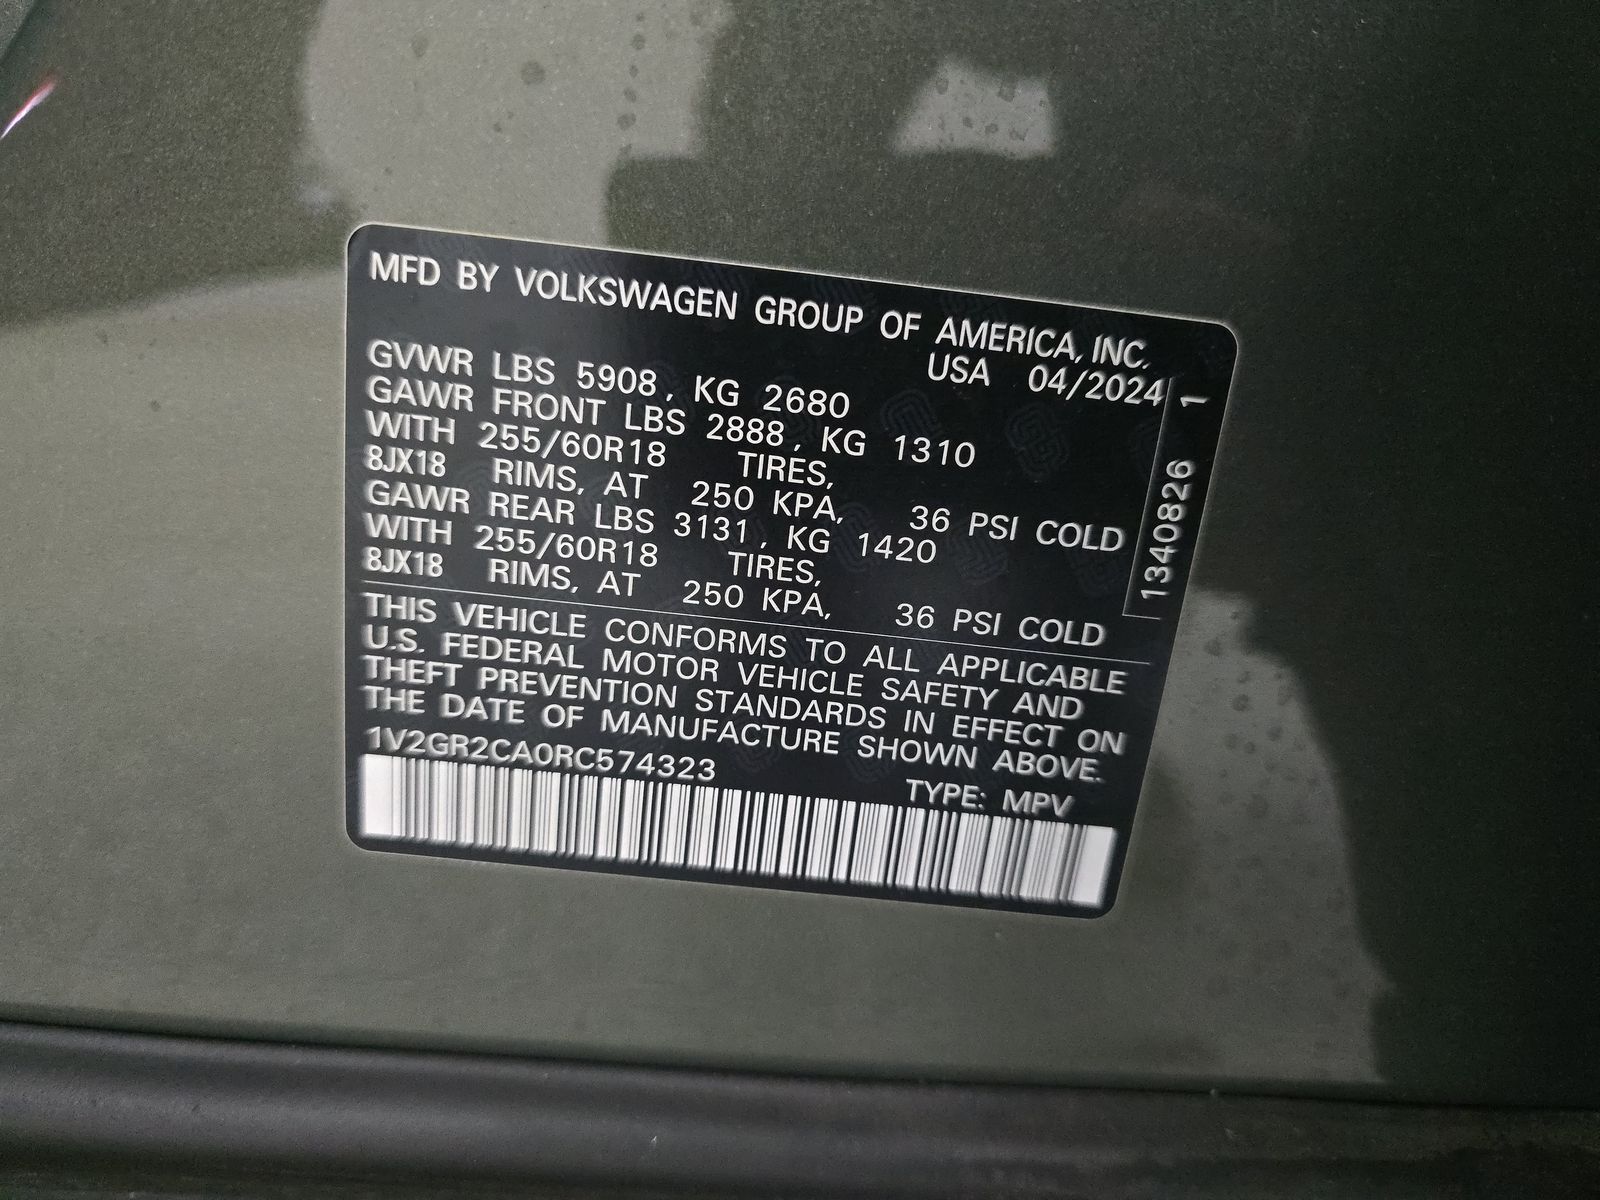 MFD BY VOLKSWAGEN GROUP OF AMERICA, INC.
USA 04/2024
GVWR LBS 5908, KG 2680
GAWR FRONT LBS 2888, KG 1310
WITH 255/60R18 TIRES,
8JX18 RIMS, AT 250 KPA, 36 PSI COLD
GAWR REAR LBS 3131, KG 1420
WITH 255/60R18 TIRES,
8JX18 RIMS, AT 250 KPA, 36 PSI COLD
1340826 1
THIS VEHICLE CONFORMS TO ALL APPLICABLE
U.S. FEDERAL MOTOR VEHICLE SAFETY AND
THEFT PREVENTION STANDARDS IN EFFECT ON
THE DATE OF MANUFACTURE SHOWN ABOVE.
1V2GR2CA0RC574323
TYPE: MPV